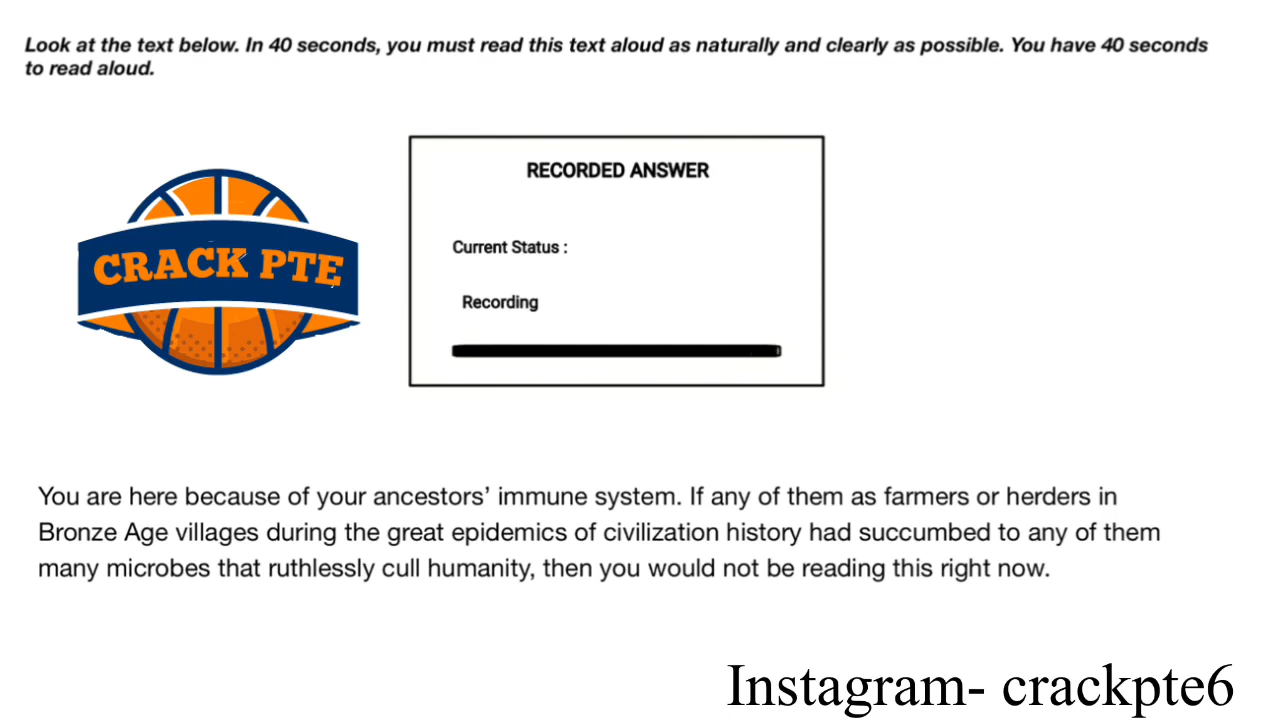 Look at the text below. In 40 seconds, you must read this text aloud as naturally and clearly as possible. You have 40 seconds
to read aloud.
RECORDED ANSWER
CRACK PTE
Current Status :
Recording
You are here because of your ancestors’ immune system. If any of them as farmers or herders in
Bronze Age villages during the great epidemics of civilization history had succumbed to any of them
many microbes that ruthlessly cull humanity, then you would not be reading this right now.
Instagram- crackpte6